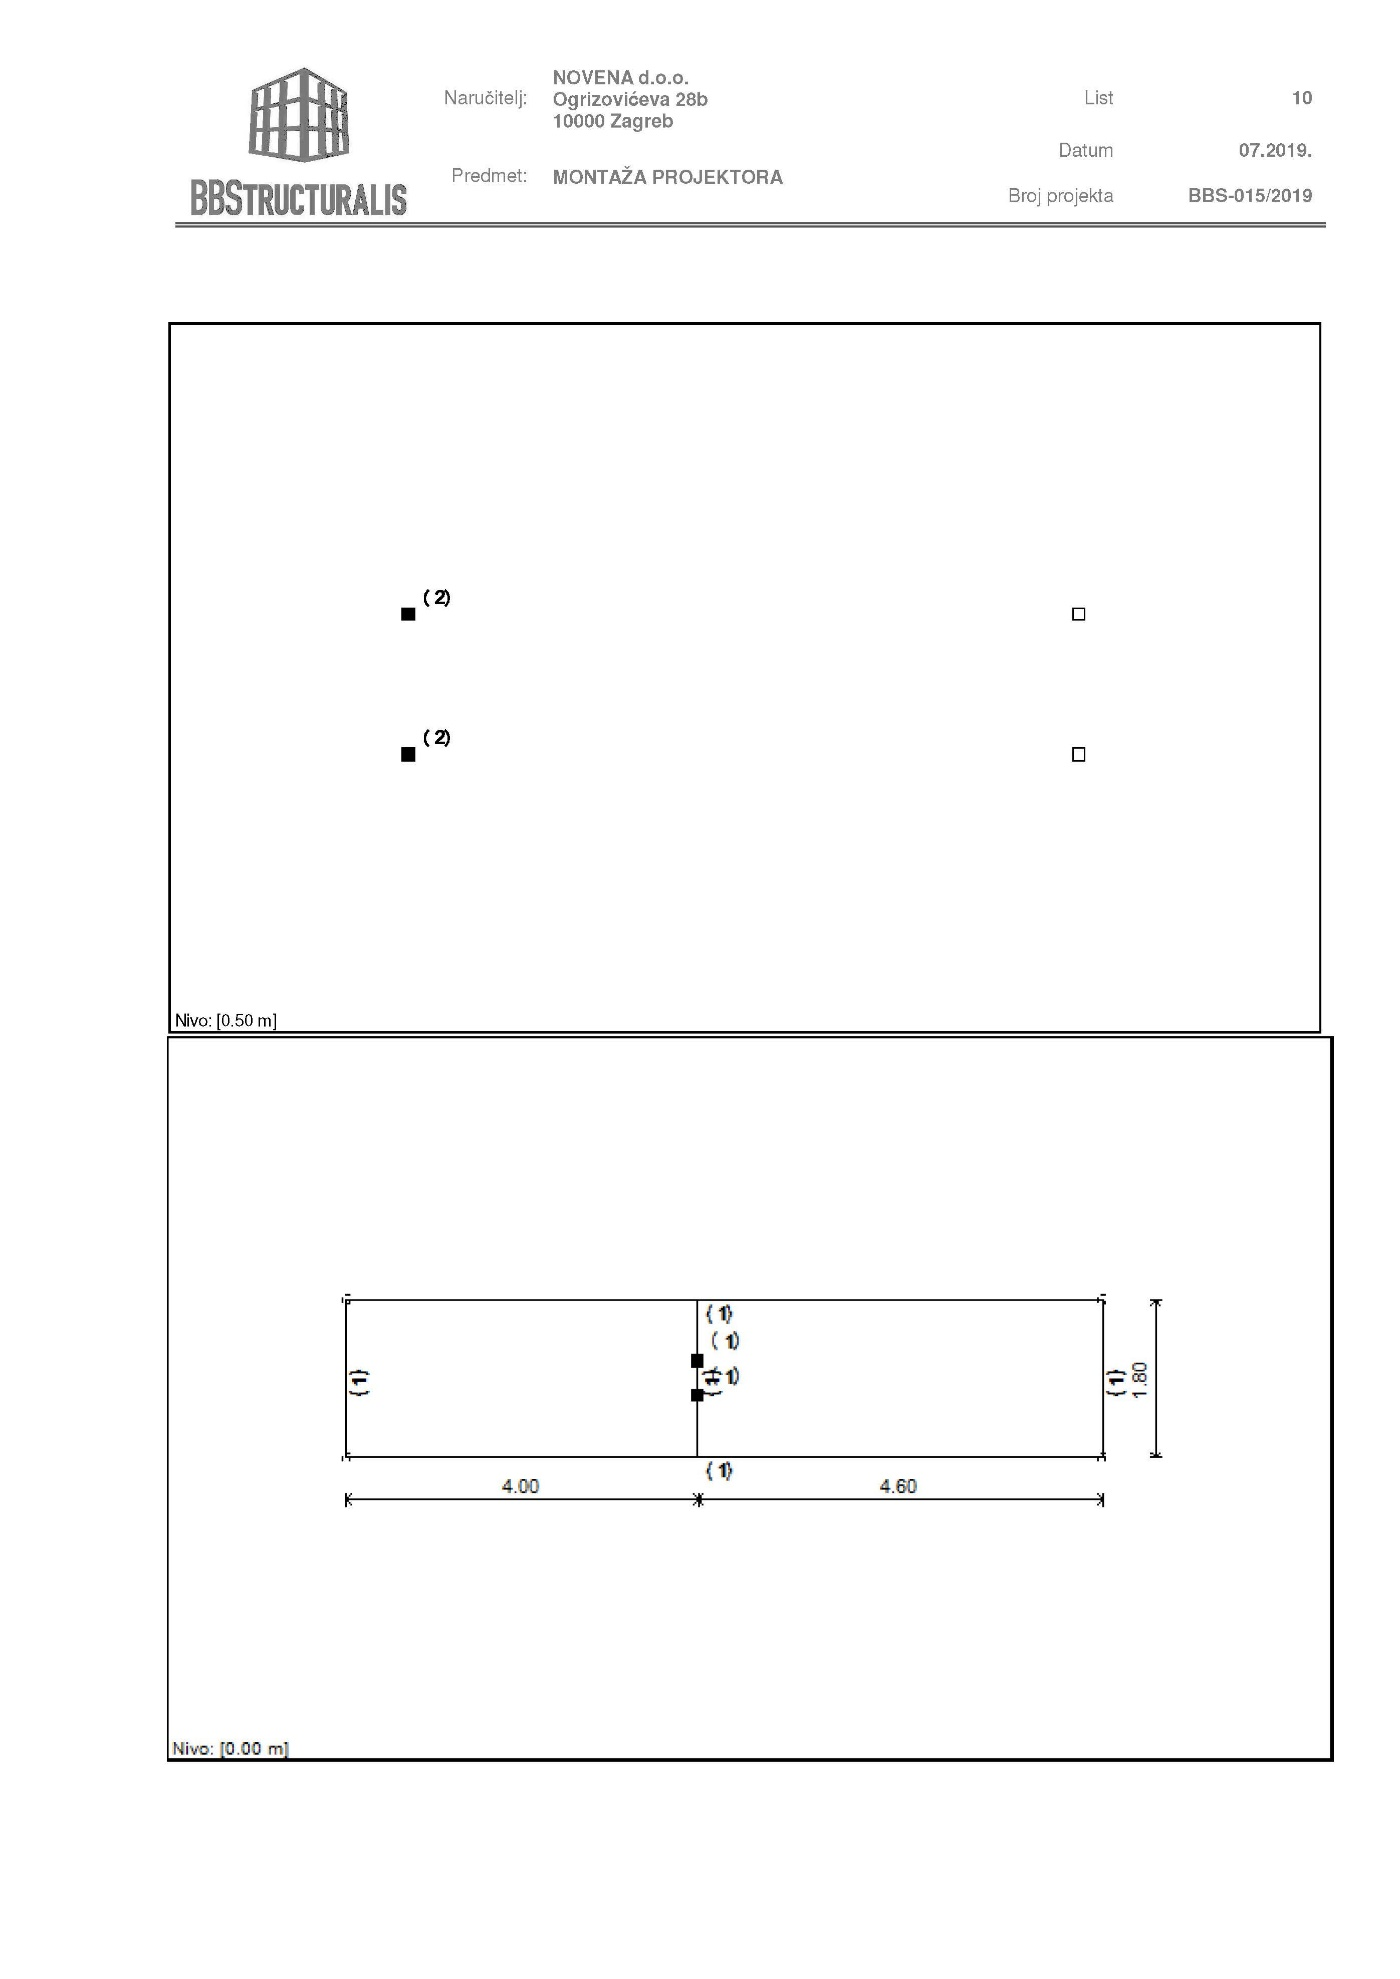 BBSTRUCTURALIS
Naručitelj:
NOVENA d.o.o.
Ogrizovićeva 28b
10000 Zagreb
Predmet:
MONTAŽA PROJEKTORA
List
10
Datum
07.2019.
Broj projekta
BBS-015/2019
(2)
(2)
Nivo: [0.50 m]
(1)
(1)
(1)
(1)
(1)
(1)
1.80
(1)
4.00
4.60
Nivo: [0.00 m]